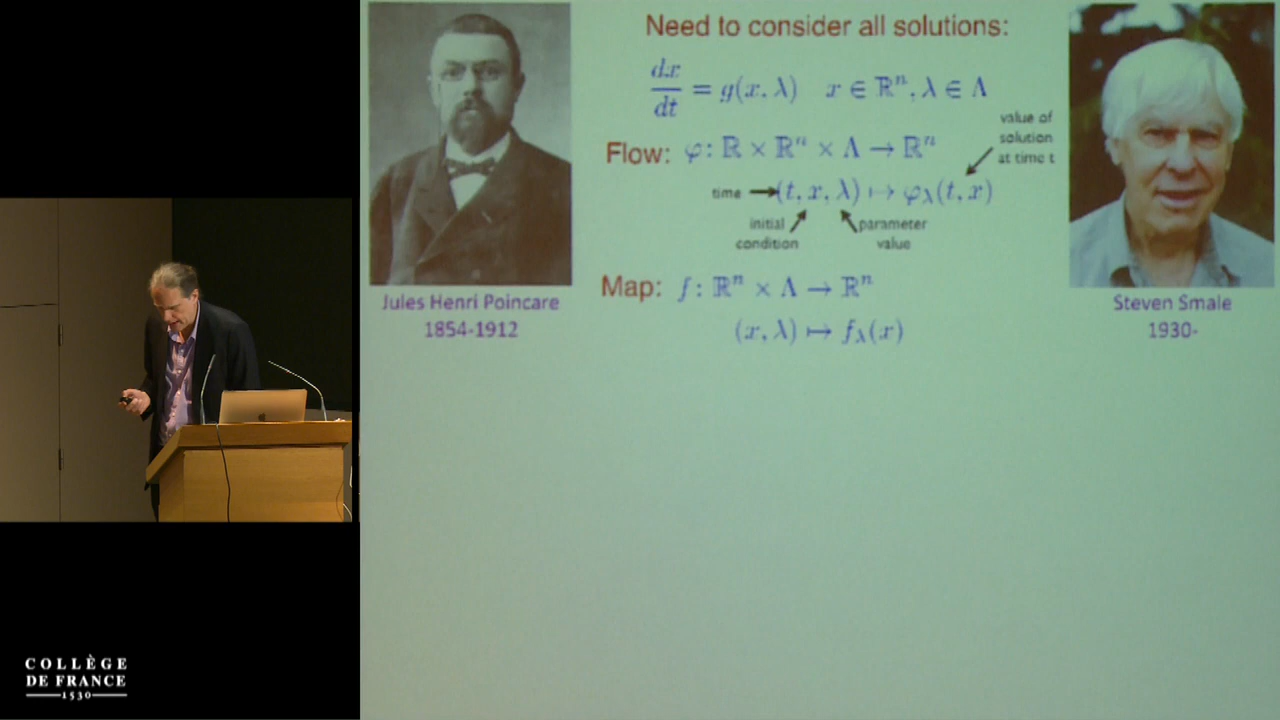 Need to consider all solutions:
dx/dt = g(x, λ) x ∈ ℝⁿ, λ ∈ Λ
value of
solution
at time t
Flow: φ: ℝ × ℝⁿ × Λ → ℝⁿ
time (t, x, λ) ↦ φ_λ(t, x)
initial
condition
parameter
value
Map: f: ℝⁿ × Λ → ℝⁿ
(x, λ) ↦ f_λ(x)
Jules Henri Poincare
1854-1912
Steven Smale
1930-
COLLÈGE
DE FRANCE
1530